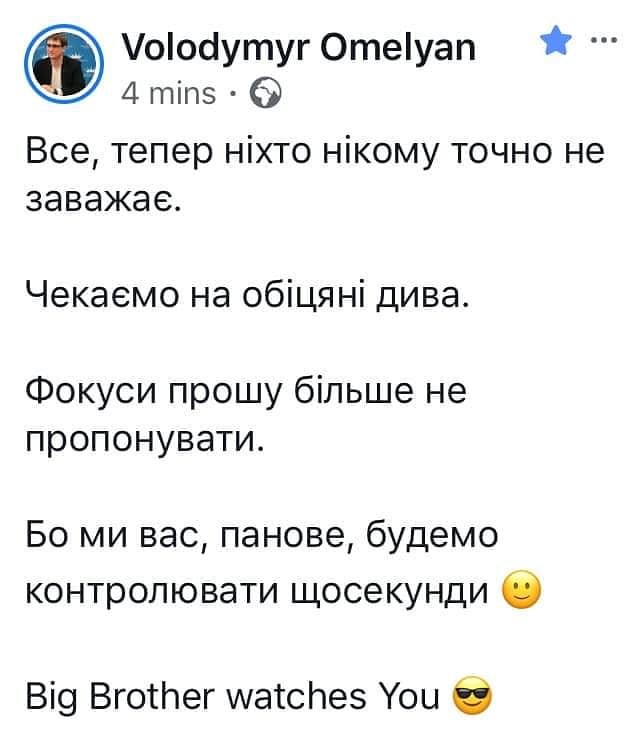 Volodymyr Omelyan
4 mins ·
Все, тепер ніхто нікому точно не
заважає.
Чекаємо на обіцяні дива.
Фокуси прошу більше не
пропонувати.
Бо ми вас, панове, будемо
контролювати щосекунди 🙂
Big Brother watches You 😎